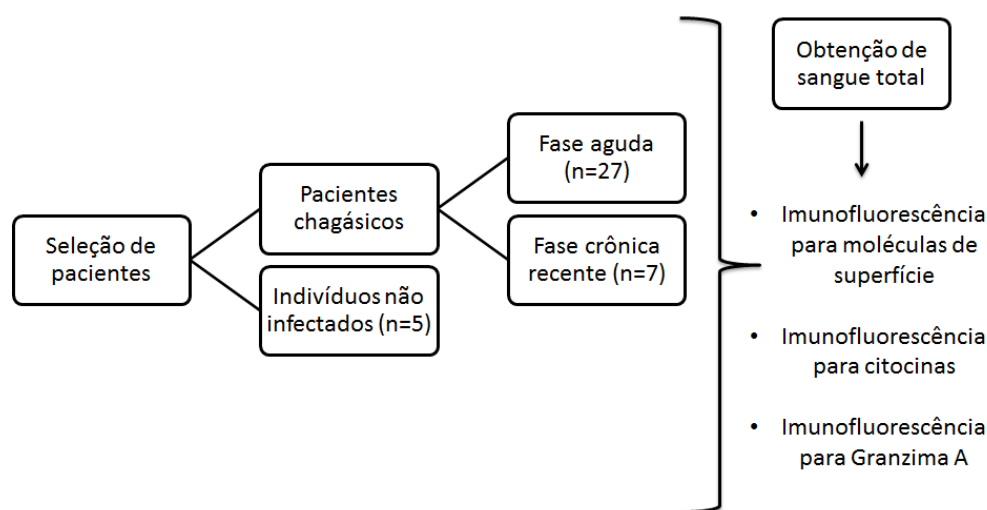 Seleção de
pacientes
Pacientes
chagásicos
Indivíduos não
infectados (n=5)
Fase aguda
(n=27)
Fase crônica
recente (n=7)
Obtenção de
sangue total
• Imunofluorescência
para moléculas de
superfície
• Imunofluorescência
para citocinas
• Imunofluorescência
para Granzima A